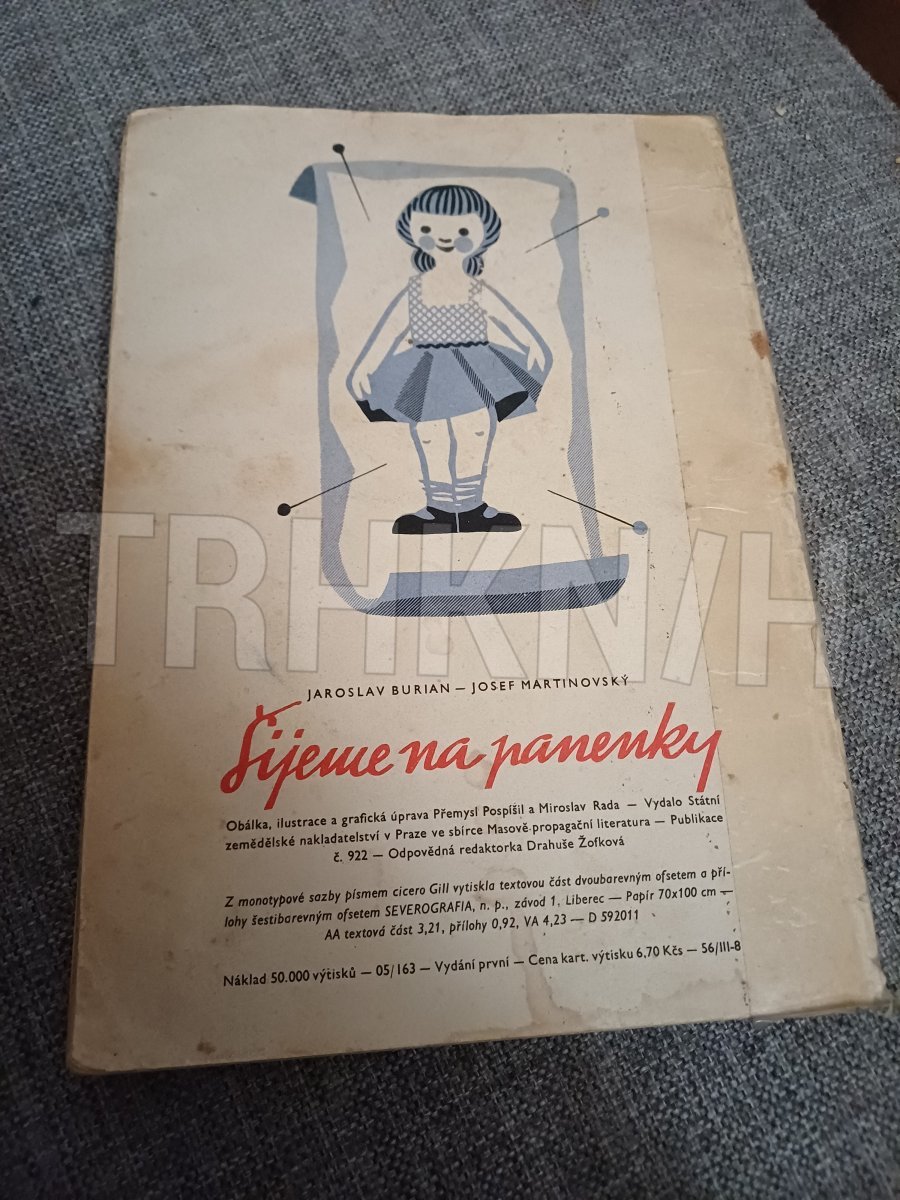 TRHKNIH
JAROSLAV BURIAN — JOSEF MARTINOVSKÝ
Šijeme na panenky
Obálka, ilustrace a grafická úprava Přemysl Pospíšil a Miroslav Rada — Vydalo Státní
zemědělské nakladatelství v Praze ve sbírce Masově-propagační literatura — Publikace
č. 922 — Odpovědná redaktorka Drahuše Žofková
Z monotypové sazby písmem cicero Gill vytiskla textovou část dvoubarevným ofsetem a pří-
lohy šestibarevným ofsetem SEVEROGRAFIA, n. p., závod 1, Liberec — Papír 70x100 cm —
AA textová část 3,21, přílohy 0,92, VA 4,23 — D 592011
Náklad 50.000 výtisků — 05/163 — Vydání první — Cena kart. výtisku 6,70 Kčs — 56/III-8